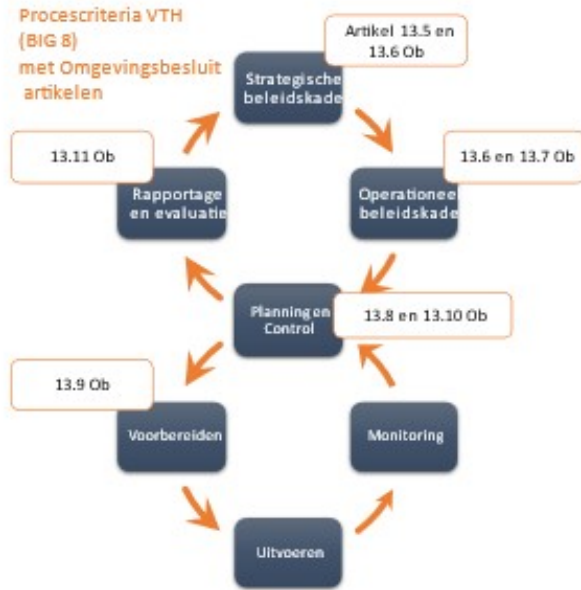 Procescriteria VTH
(BIG 8)
met Omgevingsbesluit
artikelen
Artikel 13.5 en
13.6 Ob
Strategische
beleidskade
13.11 Ob
13.6 en 13.7 Ob
Rapportage
en evaluatie
Operationeel
beleidskade
Planning en
Control
13.8 en 13.10 Ob
13.9 Ob
Voorbereiden
Monitoring
Uitvoeren